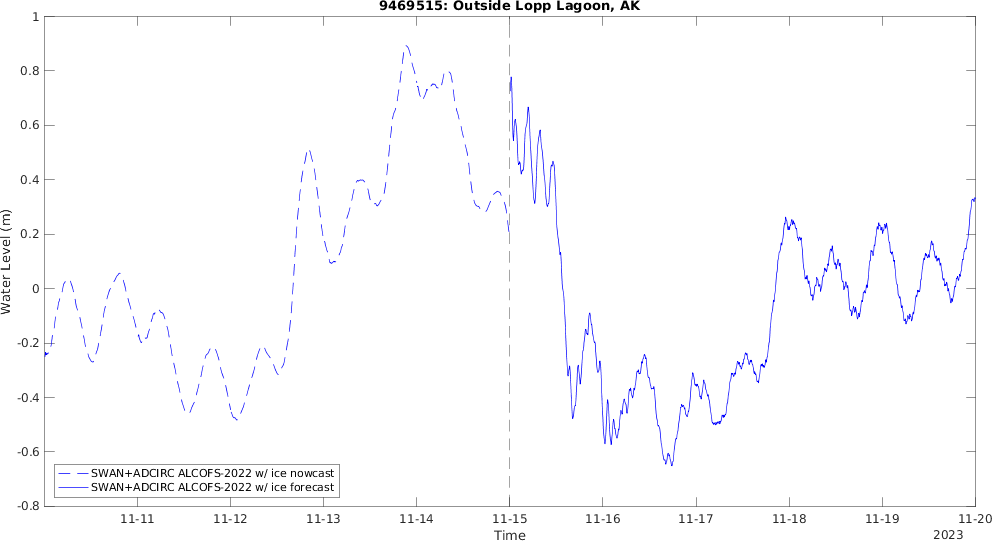 9469515: Outside Lopp Lagoon, AK
Water Level (m)
1
0.8
0.6
0.4
0.2
0
-0.2
-0.4
-0.6
-0.8
SWAN+ADCIRC ALCOFS-2022 w/ ice nowcast
SWAN+ADCIRC ALCOFS-2022 w/ ice forecast
11-11 11-12 11-13 11-14 11-15 11-16 11-17 11-18 11-19 11-20
Time
2023